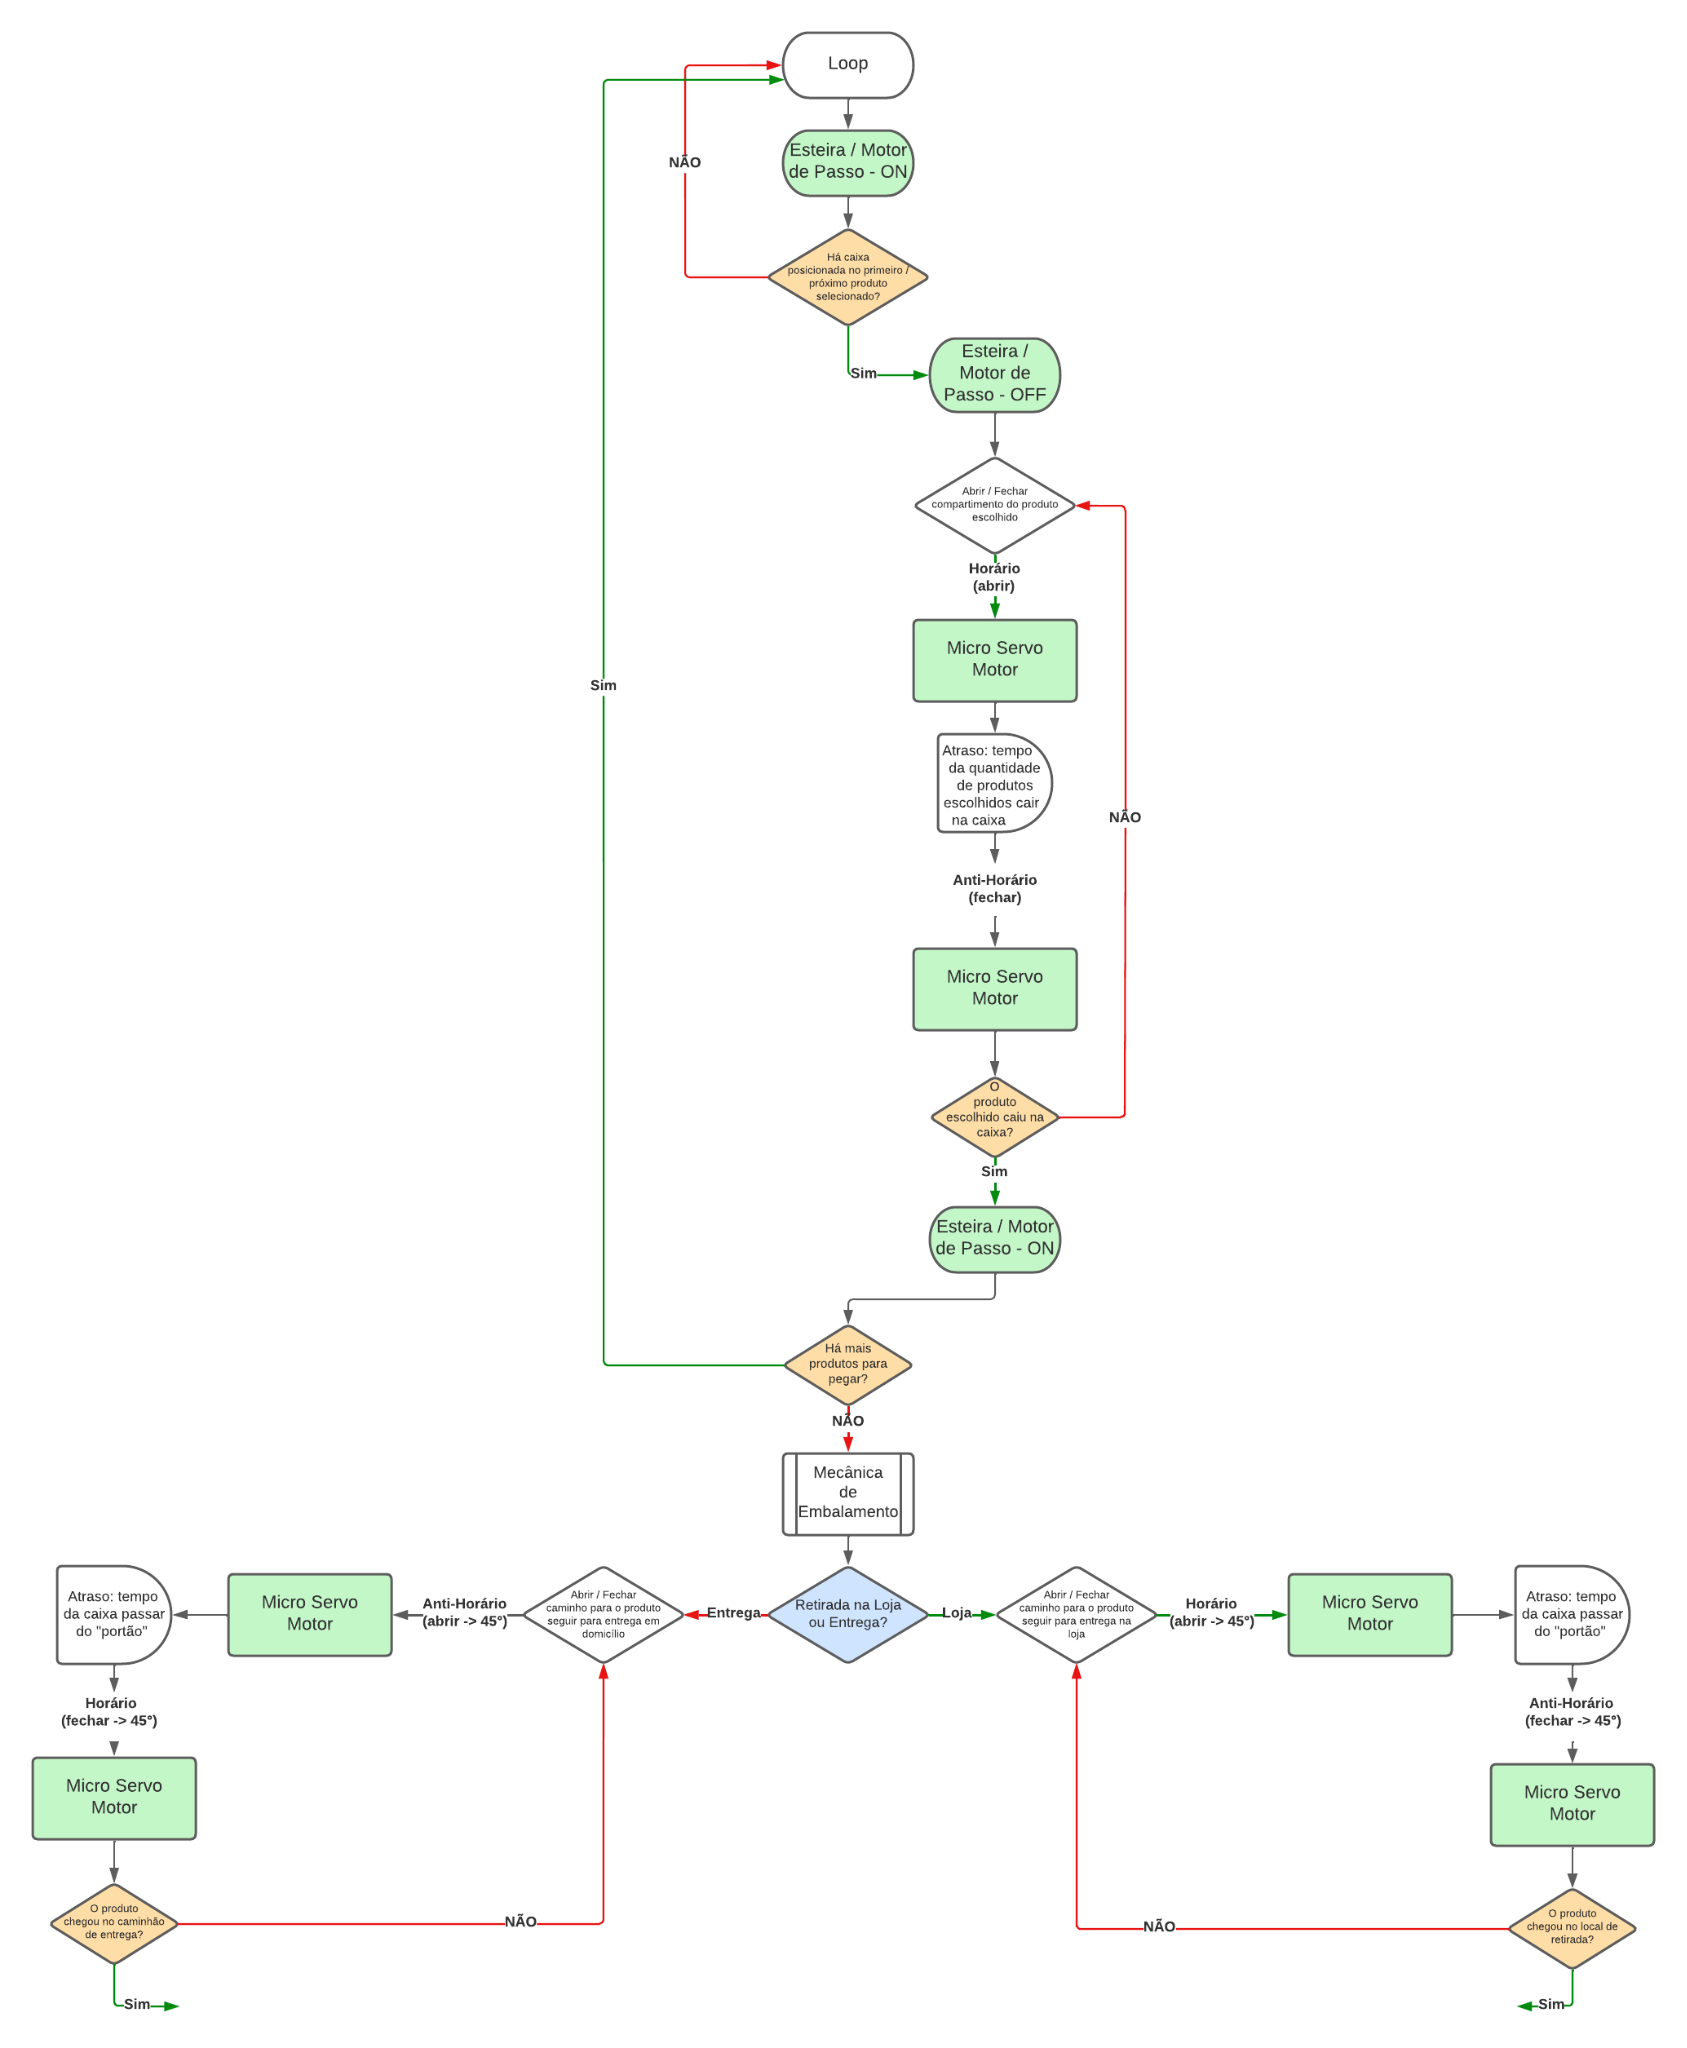 Loop
Esteira / Motor
de Passo - ON
NÃO
Há caixa
posicionada no primeiro /
próximo produto
selecionado?
Sim
Esteira /
Motor de
Passo - OFF
Abrir / Fechar
compartimento do produto
escolhido
Horário
(abrir)
Micro Servo
Motor
Sim
Atraso: tempo
da quantidade
de produtos
escolhidos cair
na caixa
NÃO
Anti-Horário
(fechar)
Micro Servo
Motor
O
produto
escolhido caiu na
caixa?
Sim
Esteira / Motor
de Passo - ON
Há mais
produtos para
pegar?
NÃO
Mecânica
de
Embalamento
Retirada na Loja
ou Entrega?
Entrega
Abrir / Fechar
caminho para o produto
seguir para entrega em
domicílio
Anti-Horário
(abrir -> 45°)
Micro Servo
Motor
Atraso: tempo
da caixa passar
do "portão"
Horário
(fechar -> 45°)
Micro Servo
Motor
O produto
chegou no caminhão
de entrega?
NÃO
Sim
Loja
Abrir / Fechar
caminho para o produto
seguir para entrega na
loja
Horário
(abrir -> 45°)
Micro Servo
Motor
Atraso: tempo
da caixa passar
do "portão"
Anti-Horário
(fechar -> 45°)
Micro Servo
Motor
O produto
chegou no local de
retirada?
NÃO
Sim